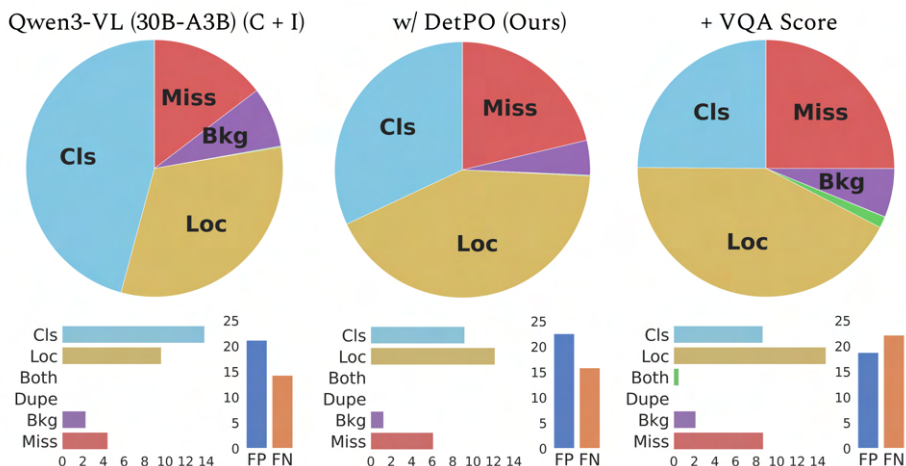 Qwen3-VL (30B-A3B) (C + I)
Miss
Bkg
Cls
Loc
Cls
Loc
Both
Dupe
Bkg
Miss
0 2 4 6 8 10 12 14
25
20
15
10
5
0
FP FN
w/ DetPO (Ours)
Miss
Cls
Loc
Cls
Loc
Both
Dupe
Bkg
Miss
0 2 4 6 8 10 12 14
25
20
15
10
5
0
FP FN
+ VQA Score
Cls
Miss
Bkg
Loc
Cls
Loc
Both
Dupe
Bkg
Miss
0 2 4 6 8 10 12 14
25
20
15
10
5
0
FP FN